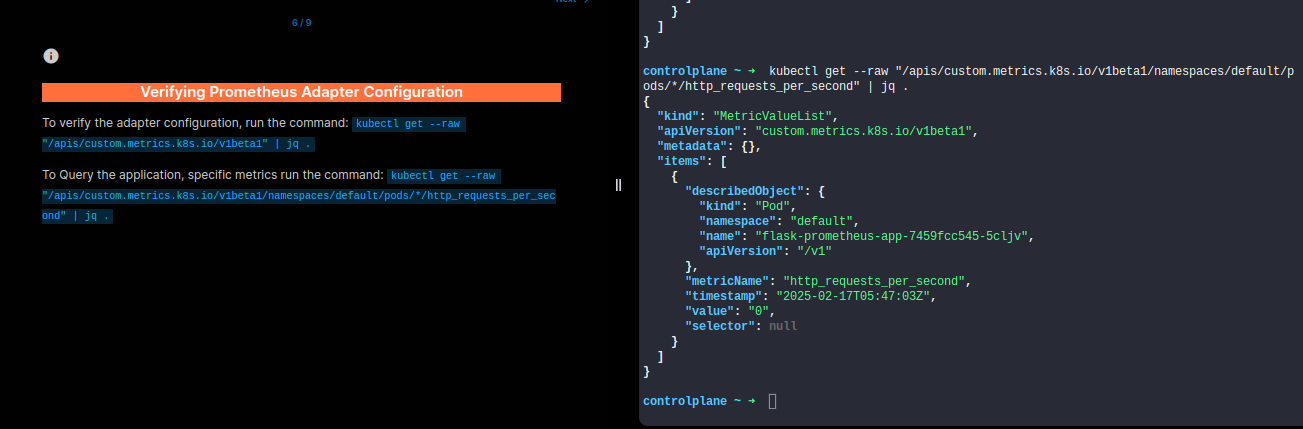 6 / 9
Verifying Prometheus Adapter Configuration
To verify the adapter configuration, run the command: kubectl get --raw
"/apis/custom.metrics.k8s.io/v1beta1" | jq .
To Query the application, specific metrics run the command: kubectl get --raw
"/apis/custom.metrics.k8s.io/v1beta1/namespaces/default/pods/*/http_requests_per_sec
ond" | jq .
}
]
}
controlplane ~ ➜  kubectl get --raw "/apis/custom.metrics.k8s.io/v1beta1/namespaces/default/p
ods/*/http_requests_per_second" | jq .
{
  "kind": "MetricValueList",
  "apiVersion": "custom.metrics.k8s.io/v1beta1",
  "metadata": {},
  "items": [
    {
      "describedObject": {
        "kind": "Pod",
        "namespace": "default",
        "name": "flask-prometheus-app-7459fcc545-5cljv",
        "apiVersion": "/v1"
      },
      "metricName": "http_requests_per_second",
      "timestamp": "2025-02-17T05:47:03Z",
      "value": "0",
      "selector": null
    }
  ]
}
controlplane ~ ➜